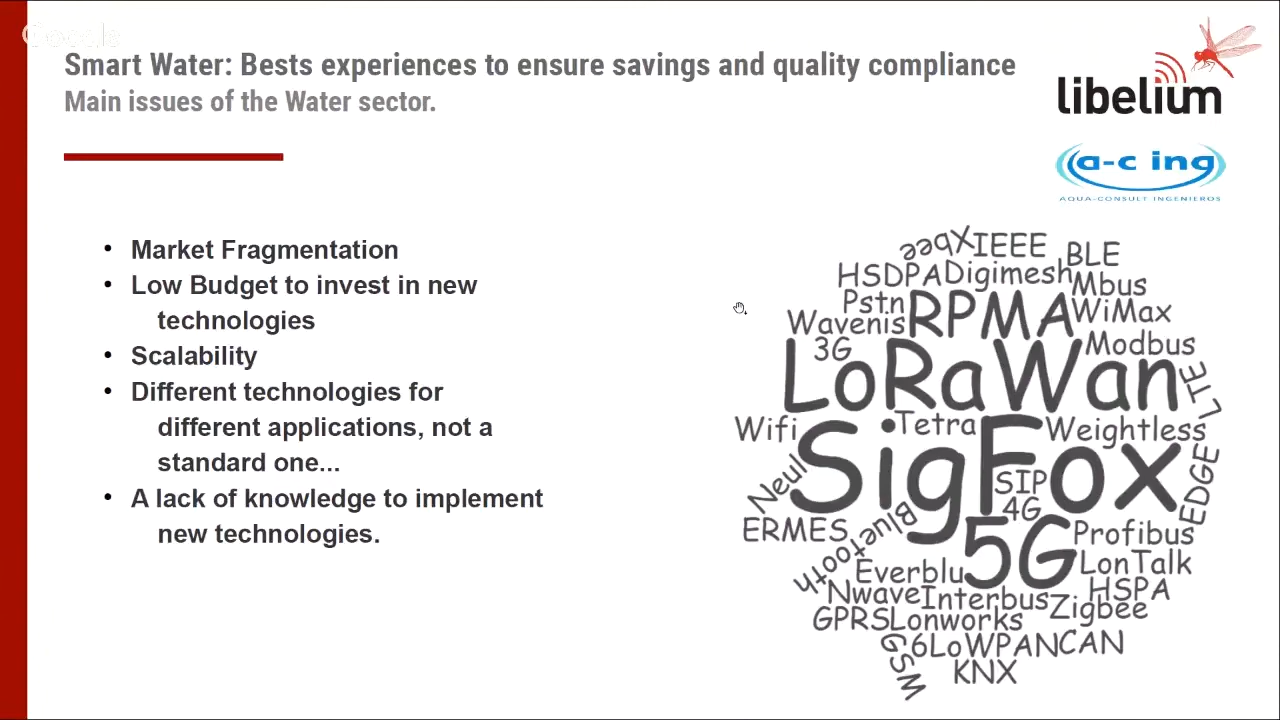 Smart Water: Bests experiences to ensure savings and quality compliance
Main issues of the Water sector.
libelium
a-c ing
AQUA-CONSULT INGENIEROS
• Market Fragmentation
• Low Budget to invest in new
technologies
• Scalability
• Different technologies for
different applications, not a
standard one...
• A lack of knowledge to implement
new technologies.
Xbee
IEEE
BLE
HSDPA
Digimesh
Mbus
Pstn
RPMA
WiMax
Wavenis
3G
Modbus
LoRaWan
LTE
Wifi
Tetra
Weightless
SigFox
Neul
SIP
4G
EDGE
ERMES
Bluetooth
5G
Profibus
Everblu
LonTalk
HSPA
Nwave
Interbus
Zigbee
GPRS
Lonworks
GSM
6LoWPAN
CAN
KNX